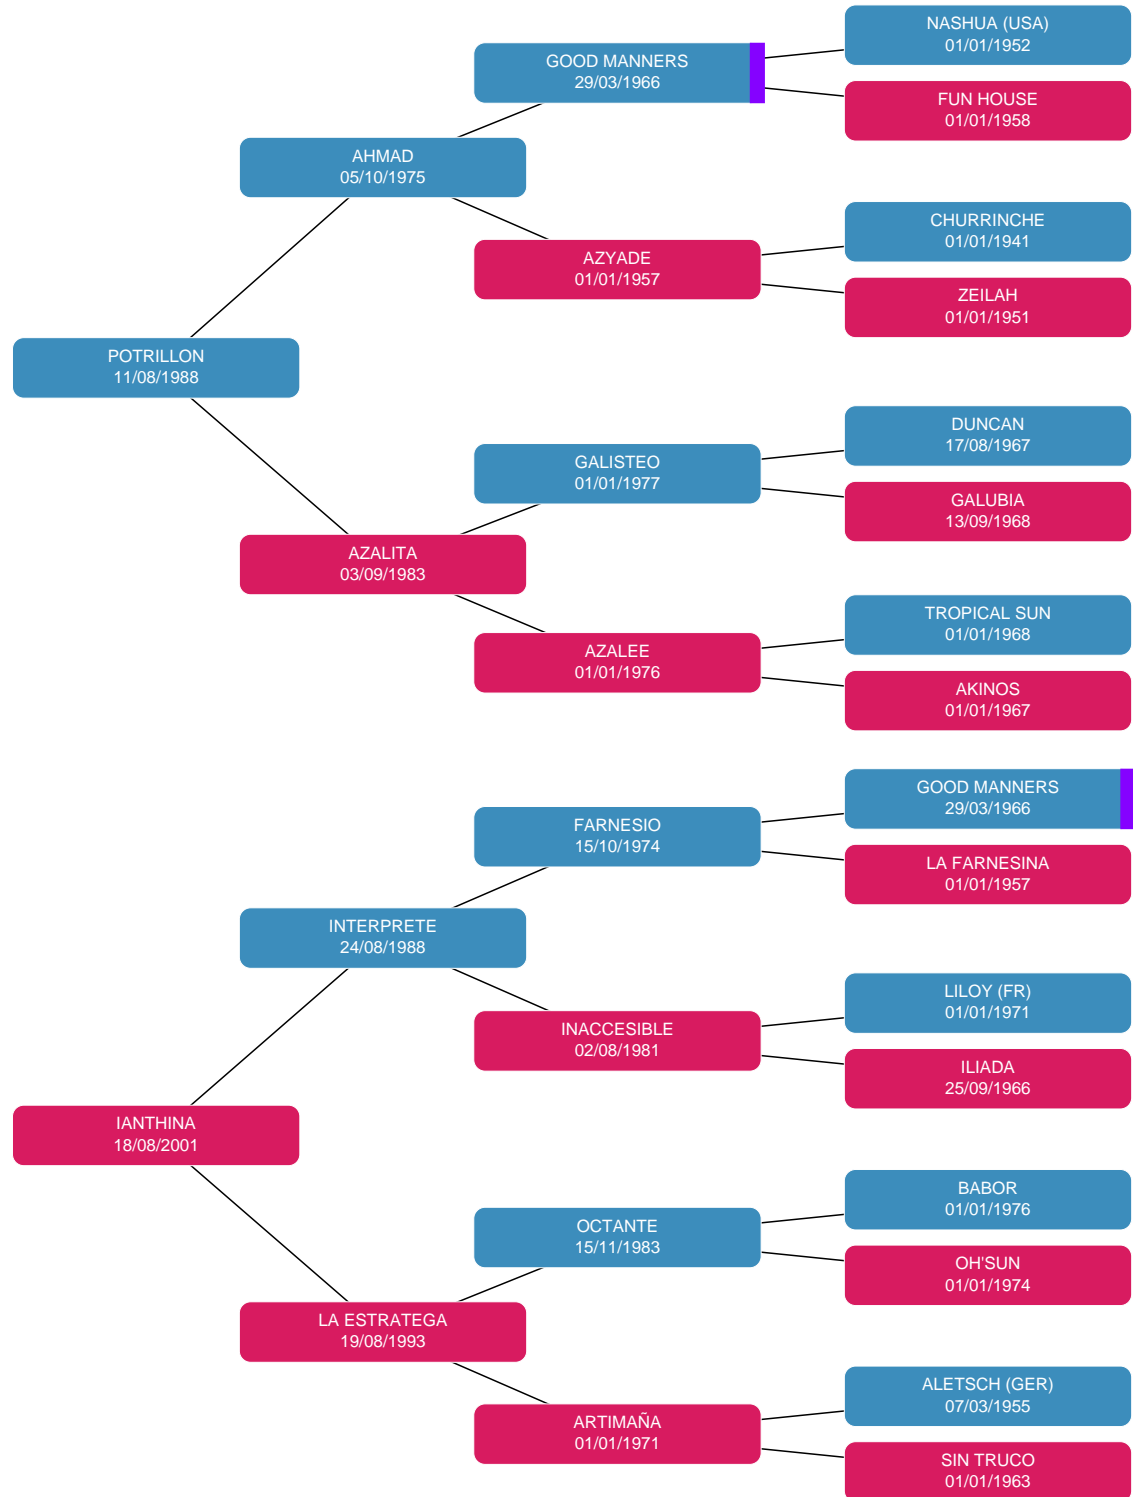 NASHUA (USA)
01/01/1952
GOOD MANNERS
29/03/1966
FUN HOUSE
01/01/1958
AHMAD
05/10/1975
CHURRINCHE
01/01/1941
AZYADE
01/01/1957
ZEILAH
01/01/1951
POTRILLON
11/08/1988
DUNCAN
17/08/1967
GALISTEO
01/01/1977
GALUBIA
13/09/1968
AZALITA
03/09/1983
TROPICAL SUN
01/01/1968
AZALEE
01/01/1976
AKINOS
01/01/1967
GOOD MANNERS
29/03/1966
FARNESIO
15/10/1974
LA FARNESINA
01/01/1957
INTERPRETE
24/08/1988
LILOY (FR)
01/01/1971
INACCESIBLE
02/08/1981
ILIADA
25/09/1966
IANTHINA
18/08/2001
BABOR
01/01/1976
OCTANTE
15/11/1983
OH'SUN
01/01/1974
LA ESTRATEGA
19/08/1993
ALETSCH (GER)
07/03/1955
ARTIMAÑA
01/01/1971
SIN TRUCO
01/01/1963